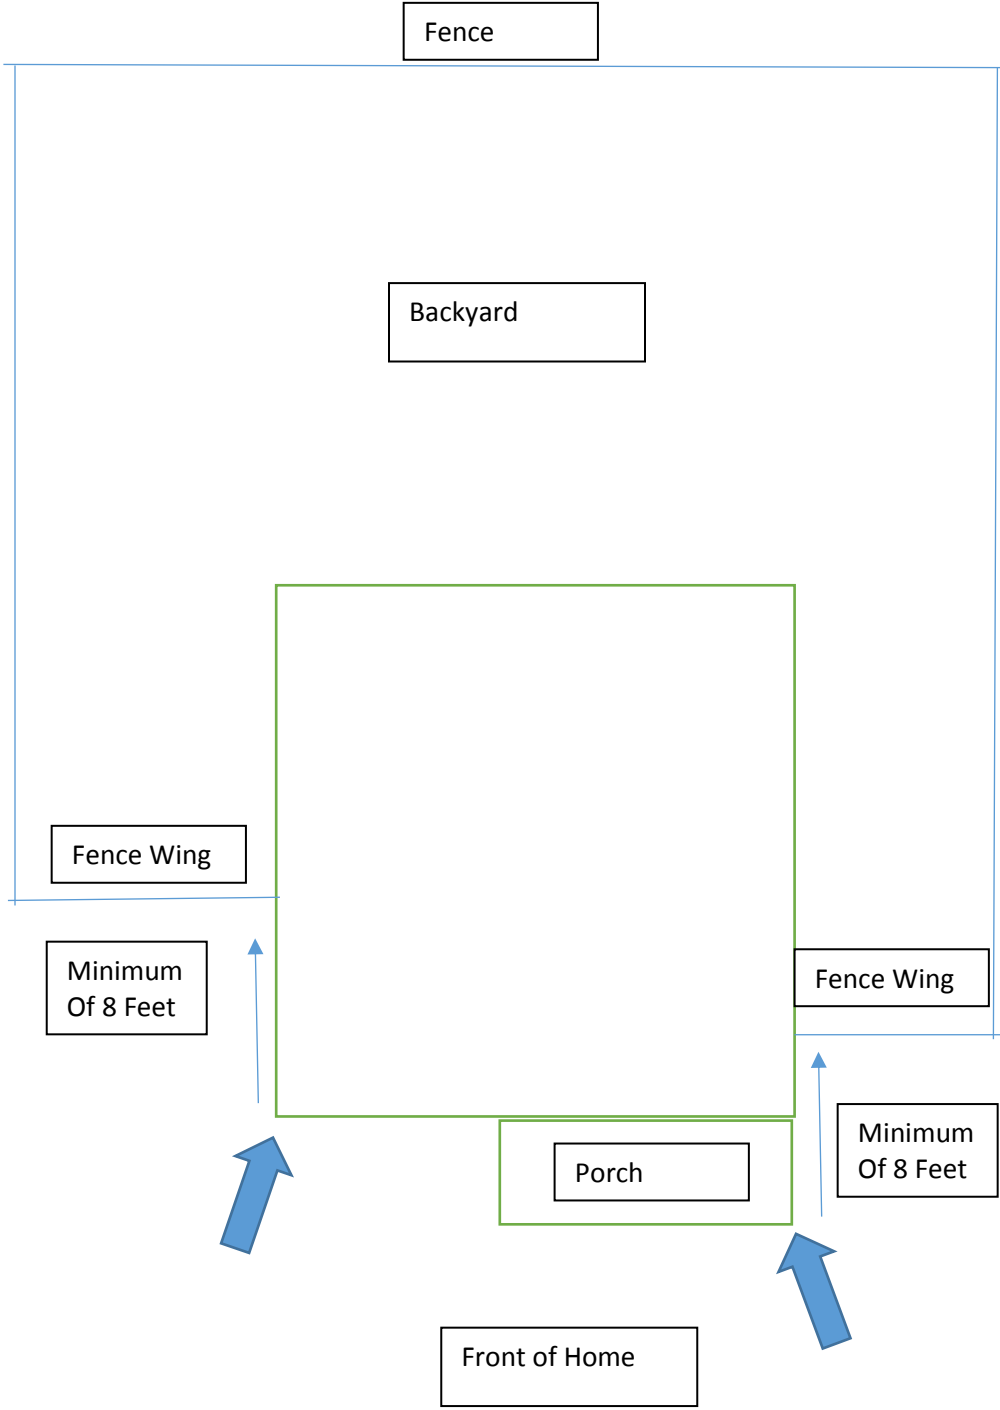 Fence
Backyard
Fence Wing
Minimum
Of 8 Feet
Fence Wing
Minimum
Of 8 Feet
Porch
Front of Home